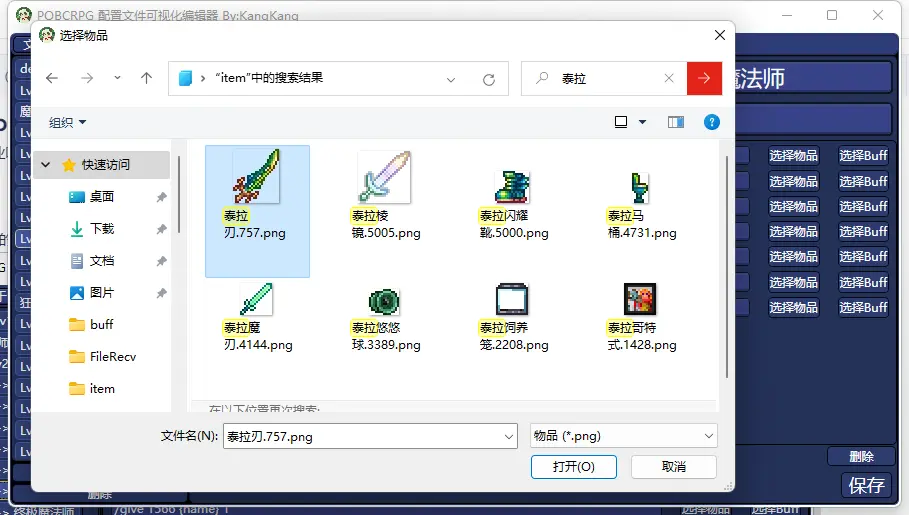 POBCRPG 配置文件可视化编辑器 By:KangKang
选择物品
“item”中的搜索结果
泰拉
魔法师
组织
快速访问
桌面
下载
文档
图片
buff
FileRecv
item
泰拉
刃.757.png
泰拉棱
镜.5005.png
泰拉闪耀
靴.5000.png
泰拉马
桶.4731.png
泰拉魔
刃.4144.png
泰拉悠悠
球.3389.png
泰拉饲养
笼.2208.png
泰拉哥特
式.1428.png
在以下位置再次搜索:
文件名(N):
泰拉刃.757.png
物品 (*.png)
打开(O)
取消
选择物品 选择Buff
选择物品 选择Buff
选择物品 选择Buff
选择物品 选择Buff
选择物品 选择Buff
选择物品 选择Buff
选择物品 选择Buff
删除
保存
删除
终极魔法师
/give 1566 {name} 1
选择物品 选择Buff